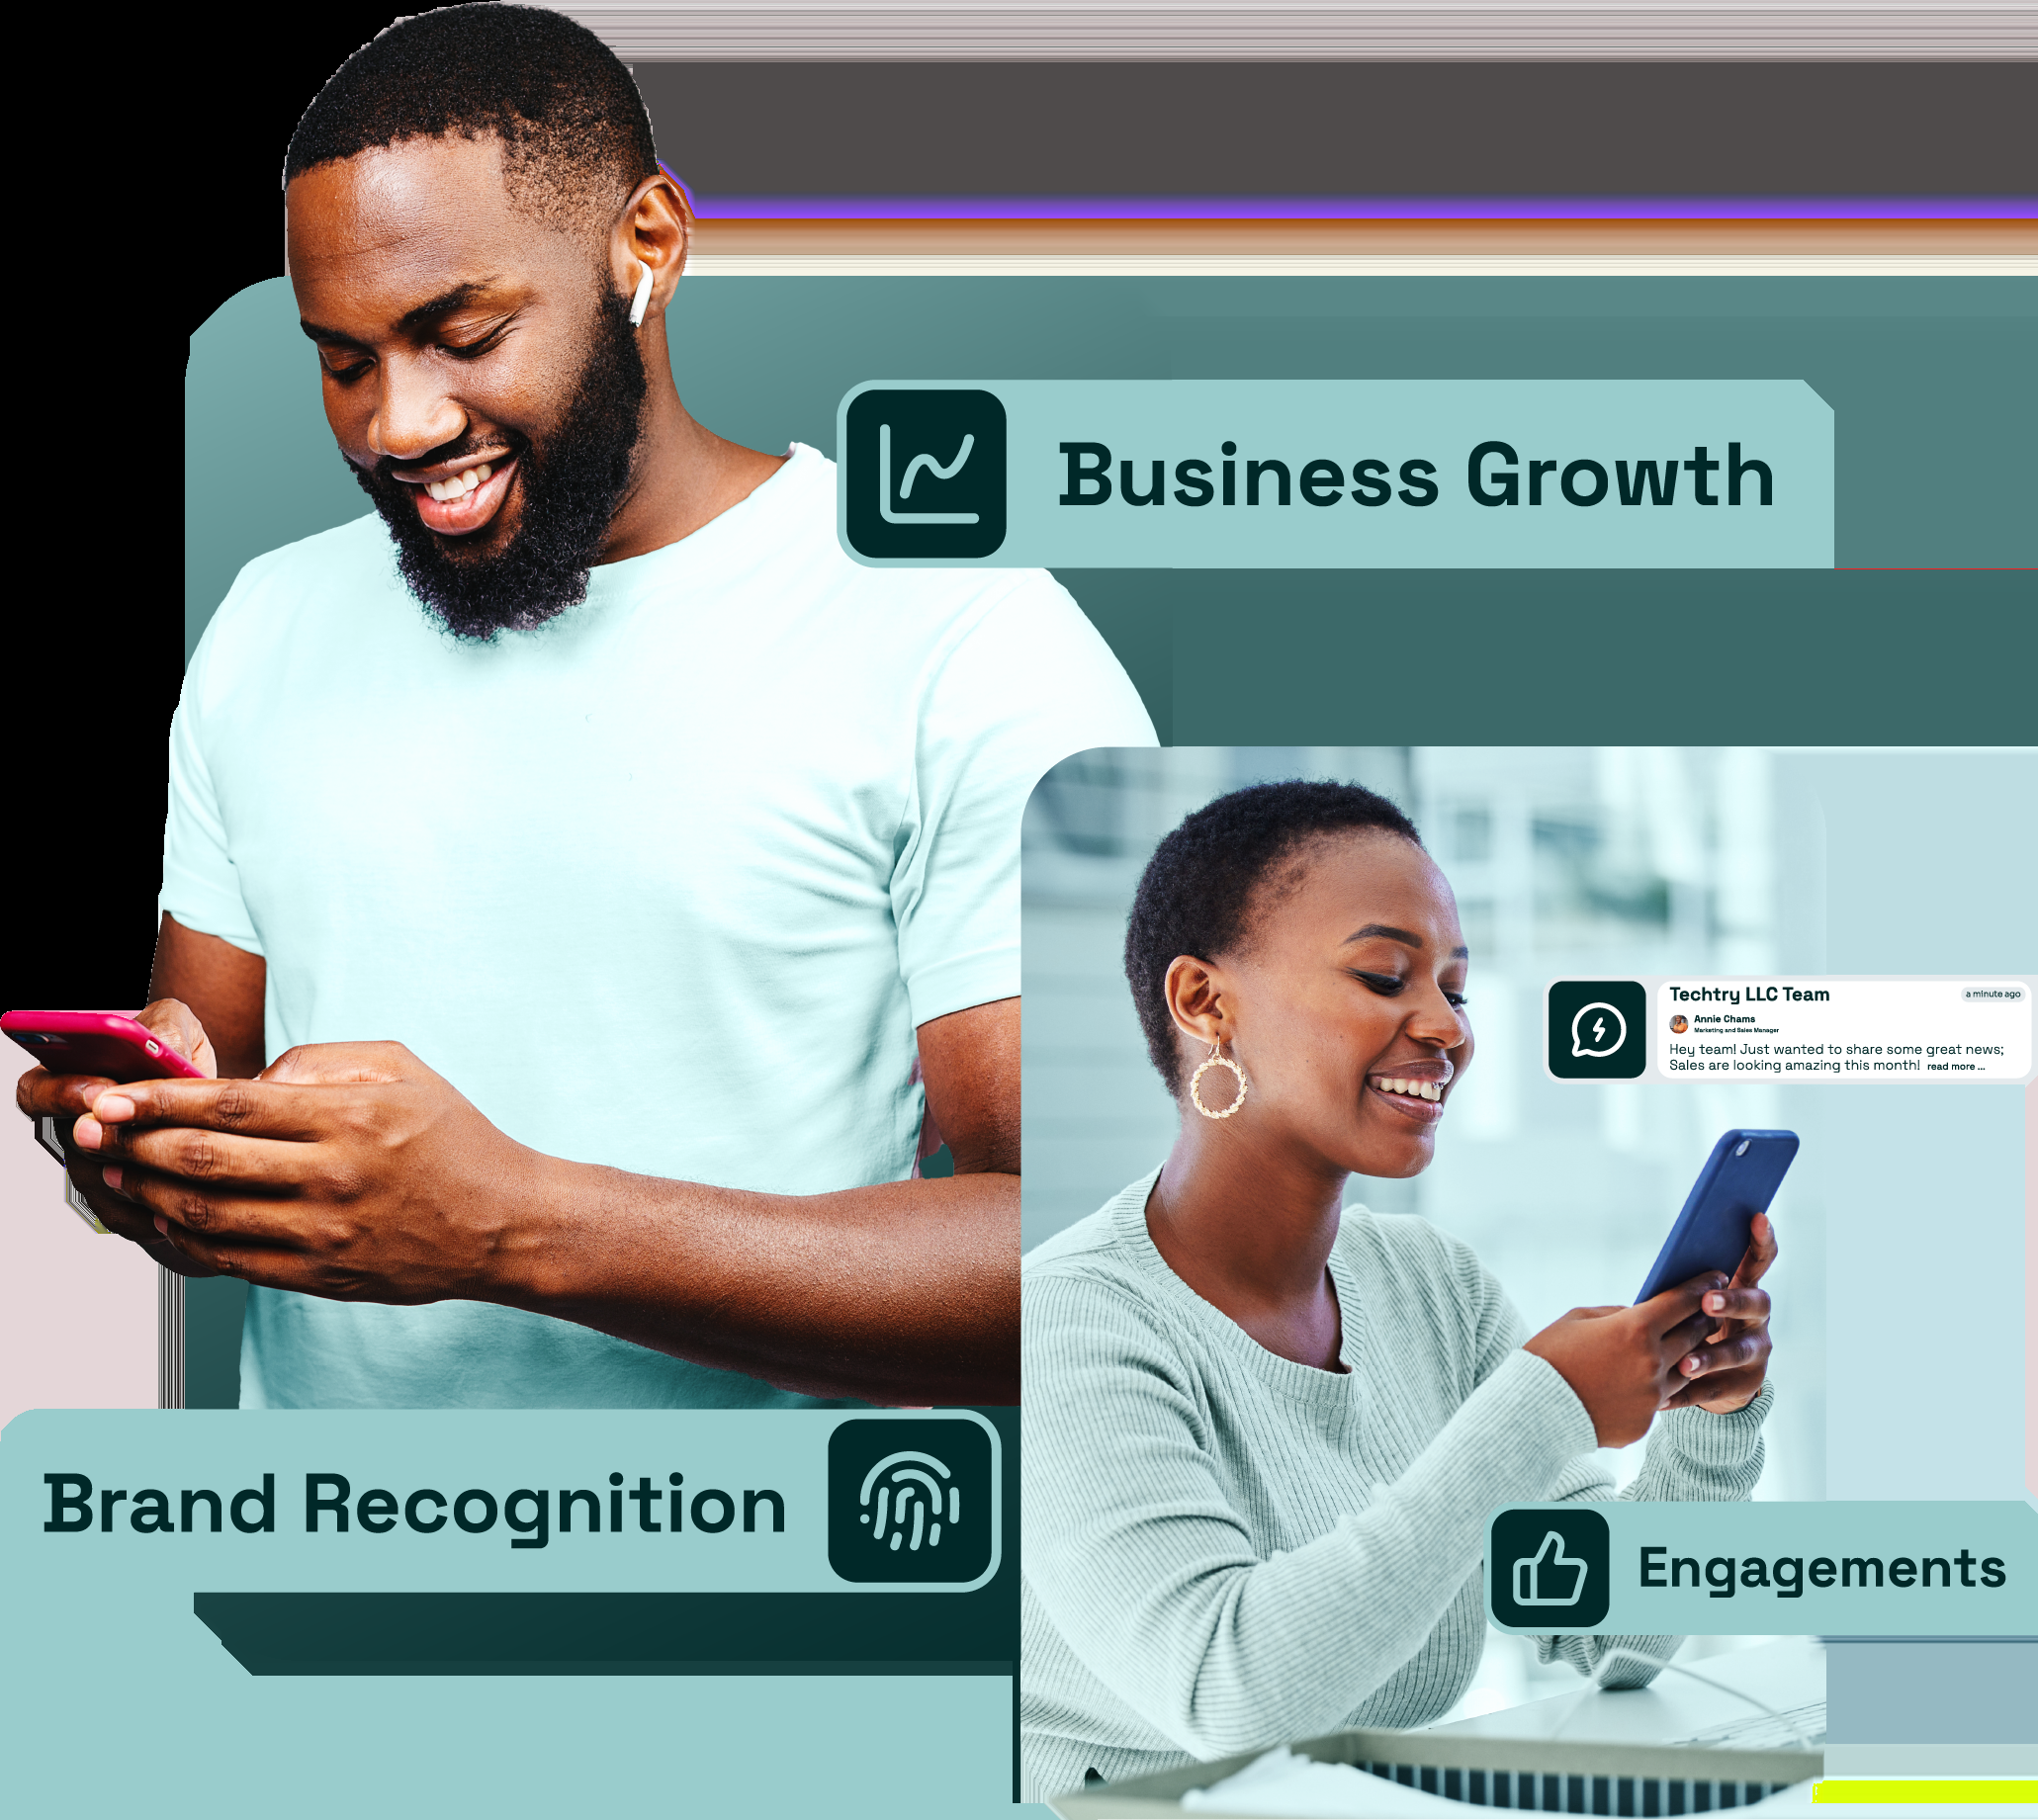 Business Growth
Techtry LLC Team
a minute ago
Annie Chams
Marketing and Sales Manager
Hey team! Just wanted to share some great news;
Sales are looking amazing this month! read more ...
Brand Recognition
Engagements